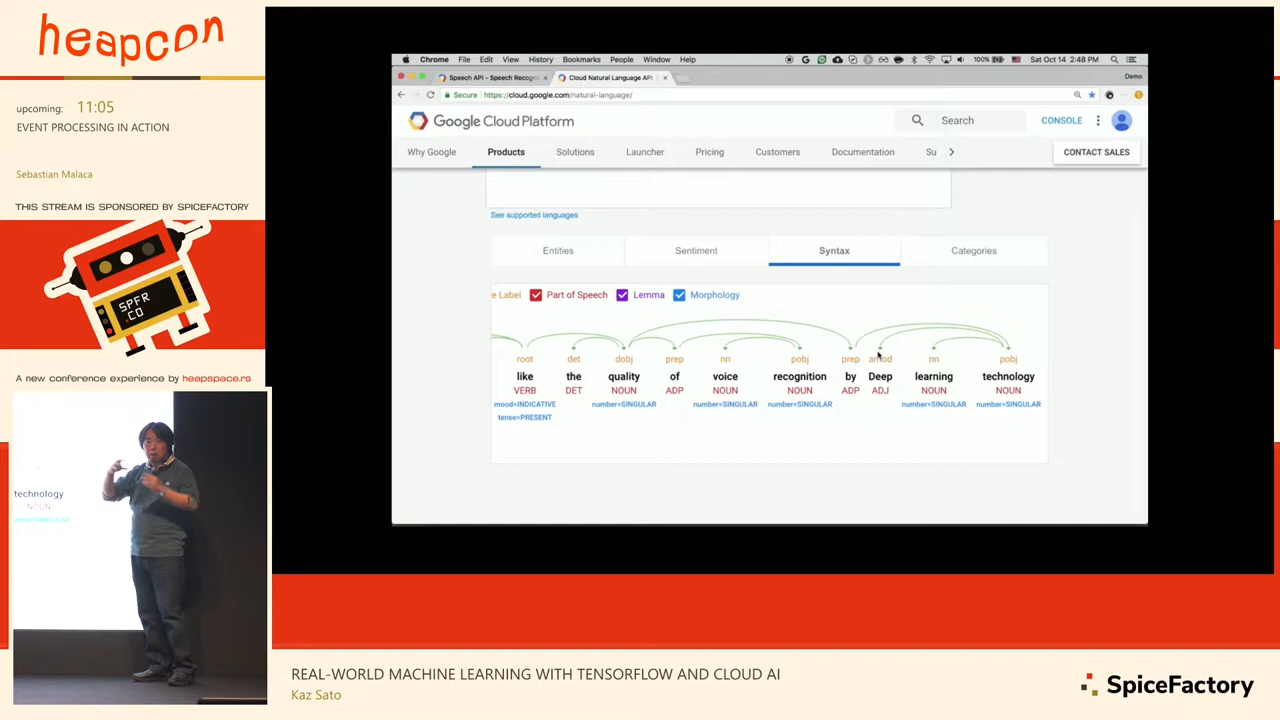 heapcon
upcoming: 11:05
EVENT PROCESSING IN ACTION
Sebastian Malaca
THIS STREAM IS SPONSORED BY SPICEFACTORY
SPFR
.CO
A new conference experience by heapspace.rs
Chrome File Edit View History Bookmarks People Window Help 100% Sat Oct 14 2:48 PM
Speech API - Speech Recogni Cloud Natural Language API Demo
Secure https://cloud.google.com/natural-language/
Google Cloud Platform Search CONSOLE
Why Google Products Solutions Launcher Pricing Customers Documentation Su CONTACT SALES
See supported languages
Entities Sentiment Syntax Categories
e Label Part of Speech Lemma Morphology
root det dobj prep nn pobj prep amod nn pobj
like the quality of voice recognition by Deep learning technology
VERB DET NOUN ADP NOUN NOUN ADP ADJ NOUN NOUN
mood=INDICATIVE number=SINGULAR number=SINGULAR number=SINGULAR number=SINGULAR number=SINGULAR
tense=PRESENT
technology
NOUN
REAL-WORLD MACHINE LEARNING WITH TENSORFLOW AND CLOUD AI
Kaz Sato
SpiceFactory